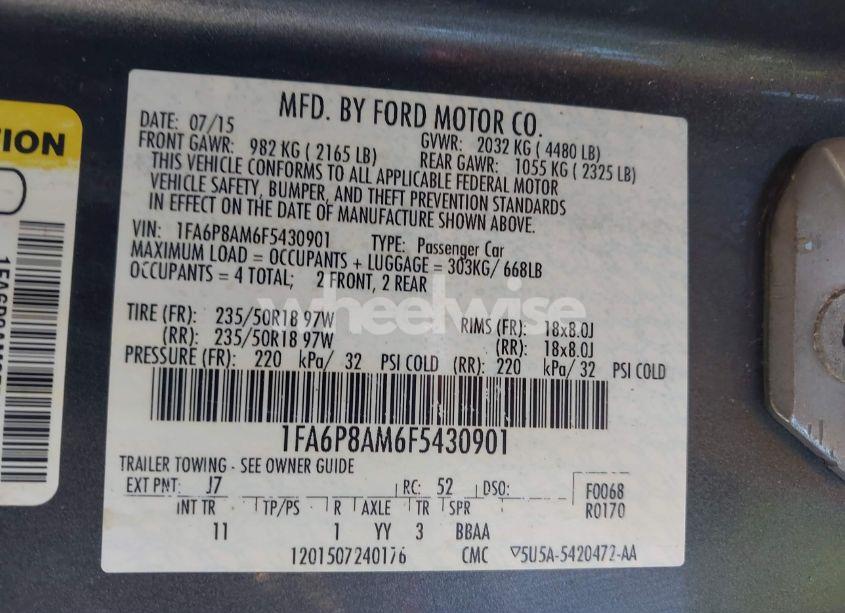 TION
1FA6P8AM6F5
MFD. BY FORD MOTOR CO.
DATE: 07/15 GVWR: 2032 KG ( 4480 LB)
FRONT GAWR: 982 KG ( 2165 LB) REAR GAWR: 1055 KG ( 2325 LB)
THIS VEHICLE CONFORMS TO ALL APPLICABLE FEDERAL MOTOR
VEHICLE SAFETY, BUMPER, AND THEFT PREVENTION STANDARDS
IN EFFECT ON THE DATE OF MANUFACTURE SHOWN ABOVE.
VIN: 1FA6P8AM6F5430901 TYPE: Passenger Car
MAXIMUM LOAD = OCCUPANTS + LUGGAGE = 303KG/ 668LB
OCCUPANTS = 4 TOTAL; 2 FRONT, 2 REAR
wheelwise
TIRE (FR): 235/50R18 97W RIMS (FR): 18x8.0J
(RR): 235/50R18 97W (RR): 18x8.0J
PRESSURE (FR): 220 kPa/ 32 PSI COLD (RR): 220 kPa/ 32 PSI COLD
1FA6P8AM6F5430901
TRAILER TOWING - SEE OWNER GUIDE
EXT PNT: J7 RC: 52 DSO: F0068
INT TR TP/PS R AXLE TR SPR R0170
11 1 YY 3 BBAA
1201507240176 CMC ▽5U5A-5420472-AA